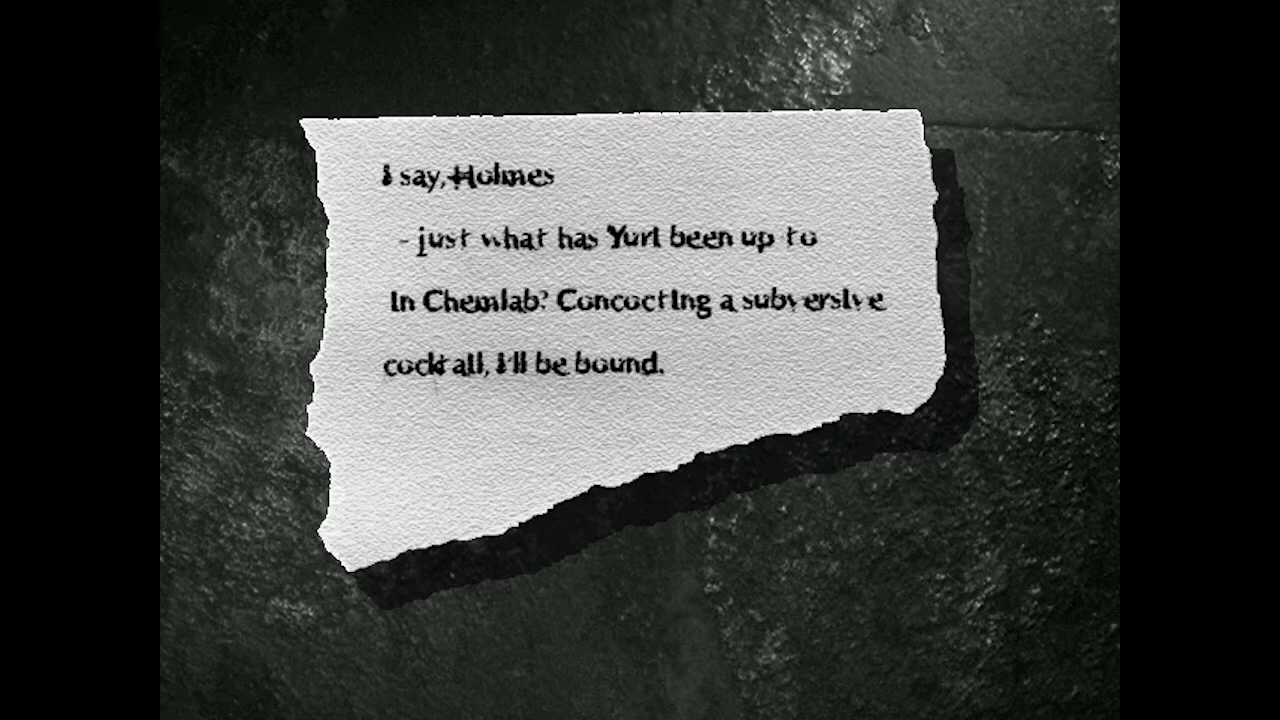 I say, Holmes
- just what has Yuri been up to
in Chemlab? Concocting a subversive
cocktail, I'll be bound.